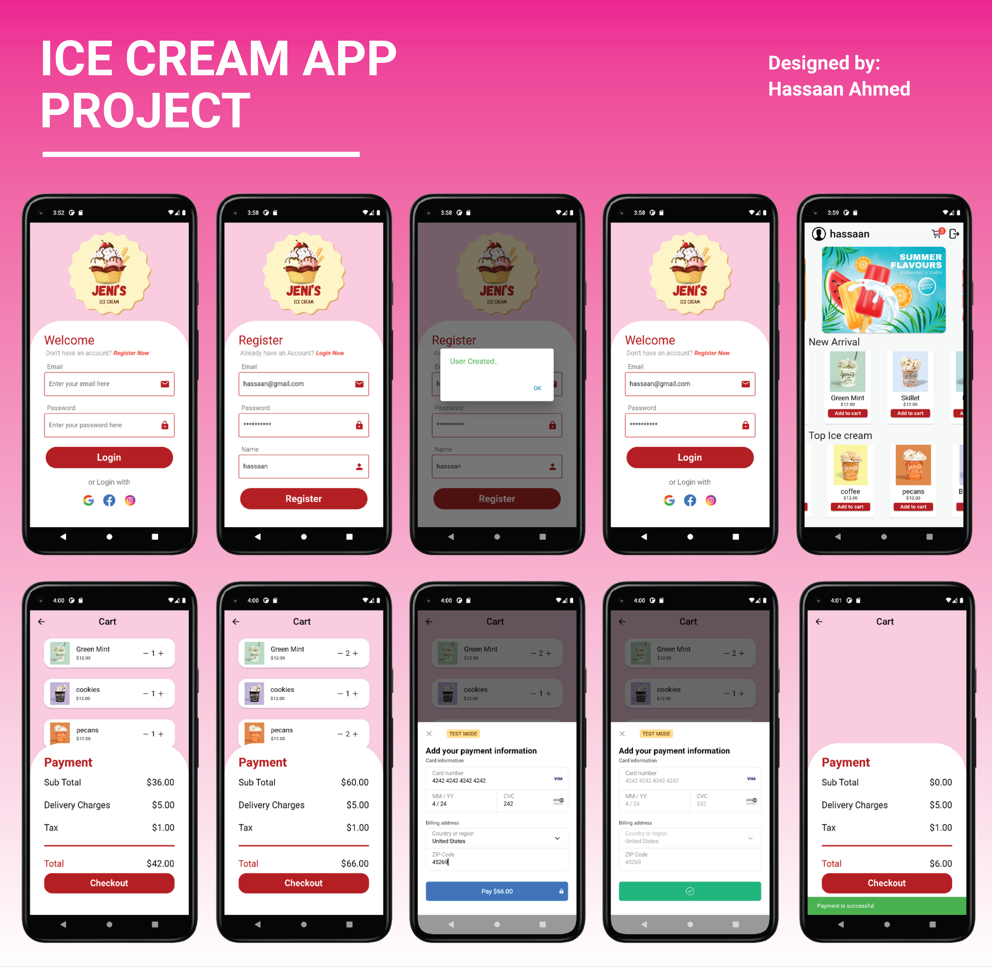 ICE CREAM APP
PROJECT
Designed by:
Hassaan Ahmed
3:52
JENI'S
ICE CREAM
Welcome
Don't have an account? Register Now
Email
Enter your email here
Password
Enter your password here
Login
or Login with
3:58
JENI'S
ICE CREAM
Register
Already have an Account? Login Now
Email
hassaan@gmail.com
Password
**********
Name
hassaan
Register
3:58
JENI'S
ICE CREAM
Register
User Created..
OK
Password
**********
Name
hassaan
Register
3:58
JENI'S
ICE CREAM
Welcome
Don't have an account? Register Now
Email
hassaan@gmail.com
Password
**********
Login
or Login with
3:59
hassaan
3
SUMMER
FLAVOURS
New Arrival
Green Mint
$12.00
Add to cart
Skillet
$12.00
Add to cart
Top Ice cream
coffee
$12.00
Add to cart
pecans
$12.00
Add to cart
4:00
Cart
Green Mint
$12.00
− 1 +
cookies
$12.00
− 1 +
pecans
$12.00
− 1 +
Payment
Sub Total $36.00
Delivery Charges $5.00
Tax $1.00
Total $42.00
Checkout
4:00
Cart
Green Mint
$12.00
− 2 +
cookies
$12.00
− 1 +
pecans
$12.00
− 2 +
Payment
Sub Total $60.00
Delivery Charges $5.00
Tax $1.00
Total $66.00
Checkout
4:00
Cart
Green Mint
$12.00
− 2 +
cookies
$12.00
− 1 +
TEST MODE
Add your payment information
Card information
Card number
4242 4242 4242 4242
VISA
MM / YY
4 / 24
CVC
242
Billing address
Country or region
United States
ZIP Code
45269
Pay $66.00
4:00
Cart
Green Mint
$12.00
− 2 +
cookies
$12.00
− 1 +
TEST MODE
Add your payment information
Card information
Card number
4242 4242 4242 4242
VISA
MM / YY
4 / 24
CVC
242
Billing address
Country or region
United States
ZIP Code
45269
4:01
Cart
Payment
Sub Total $0.00
Delivery Charges $5.00
Tax $1.00
Total $6.00
Checkout
Payment is successful